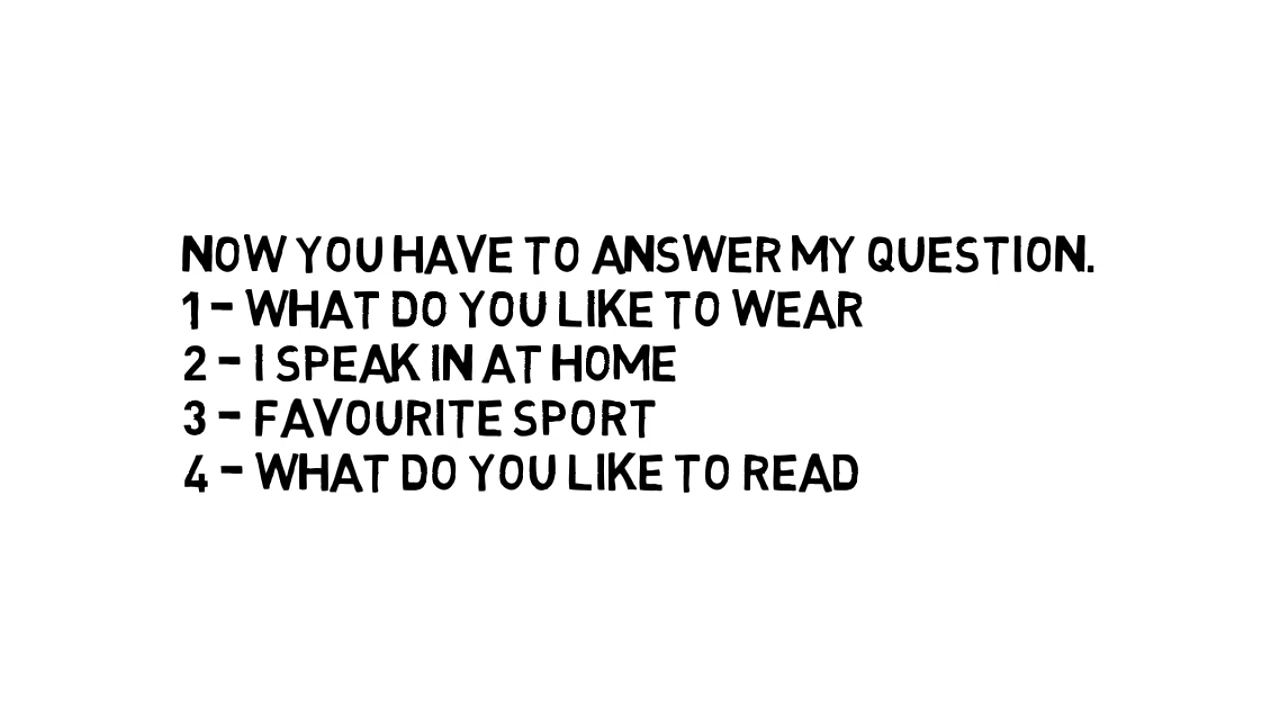 NOW YOU HAVE TO ANSWER MY QUESTION.
1 - WHAT DO YOU LIKE TO WEAR
2 - I SPEAK IN AT HOME
3 - FAVOURITE SPORT
4 - WHAT DO YOU LIKE TO READ